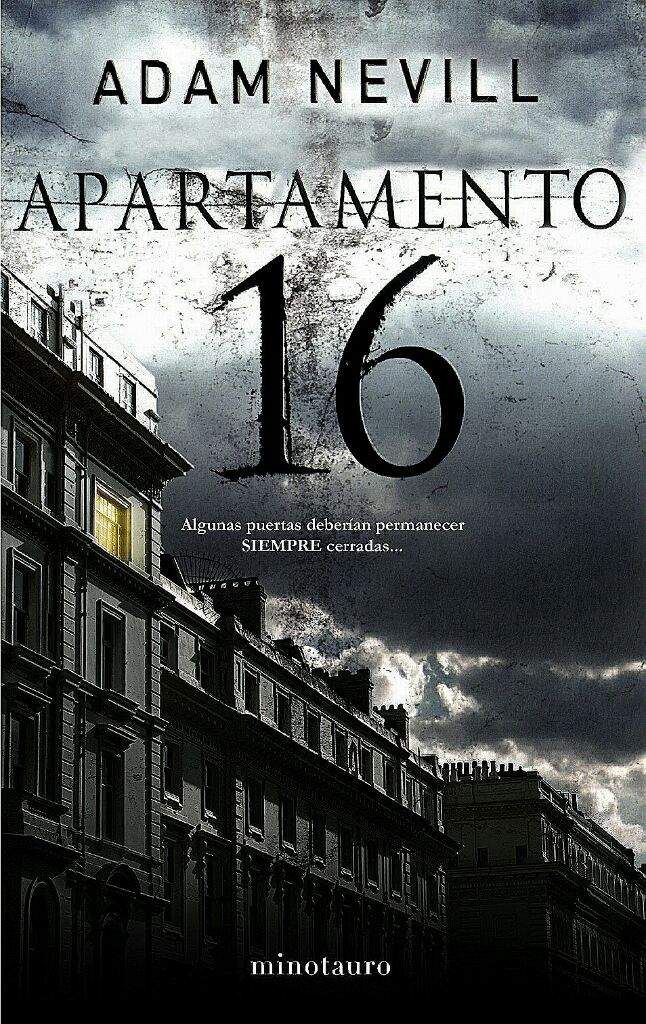 ADAM NEVILL
APARTAMENTO
16
Algunas puertas deberían permanecer
SIEMPRE cerradas...
minotauro